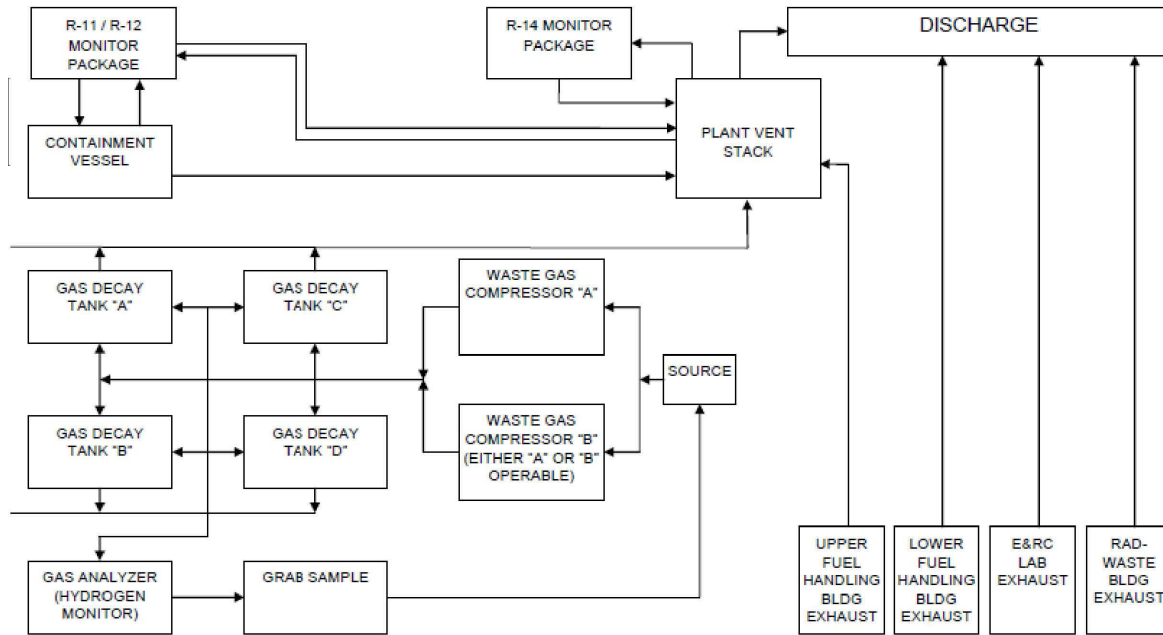 R-11 / R-12
MONITOR
PACKAGE
R-14 MONITOR
PACKAGE
DISCHARGE
CONTAINMENT
VESSEL
PLANT VENT
STACK
GAS DECAY
TANK "A"
GAS DECAY
TANK "C"
WASTE GAS
COMPRESSOR "A"
SOURCE
GAS DECAY
TANK "B"
GAS DECAY
TANK "D"
WASTE GAS
COMPRESSOR "B"
(EITHER "A" OR "B"
OPERABLE)
GAS ANALYZER
(HYDROGEN
MONITOR)
GRAB SAMPLE
UPPER
FUEL
HANDLING
BLDG
EXHAUST
LOWER
FUEL
HANDLING
BLDG
EXHAUST
E&RC
LAB
EXHAUST
RAD-
WASTE
BLDG
EXHAUST